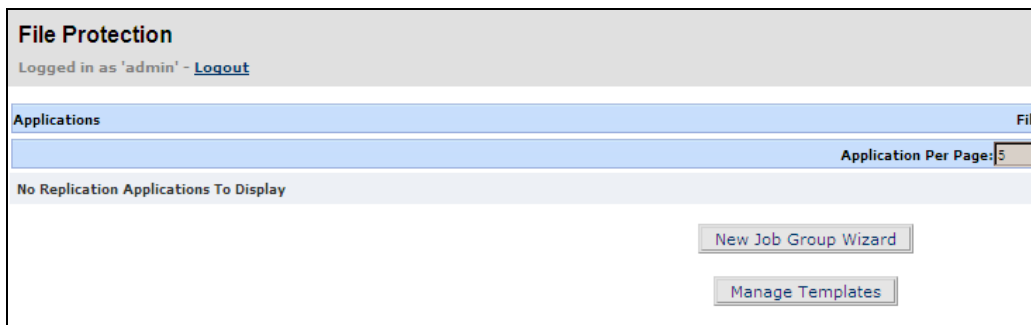 File Protection
Logged in as 'admin' - Logout
Applications
Application Per Page: 5
No Replication Applications To Display
New Job Group Wizard
Manage Templates